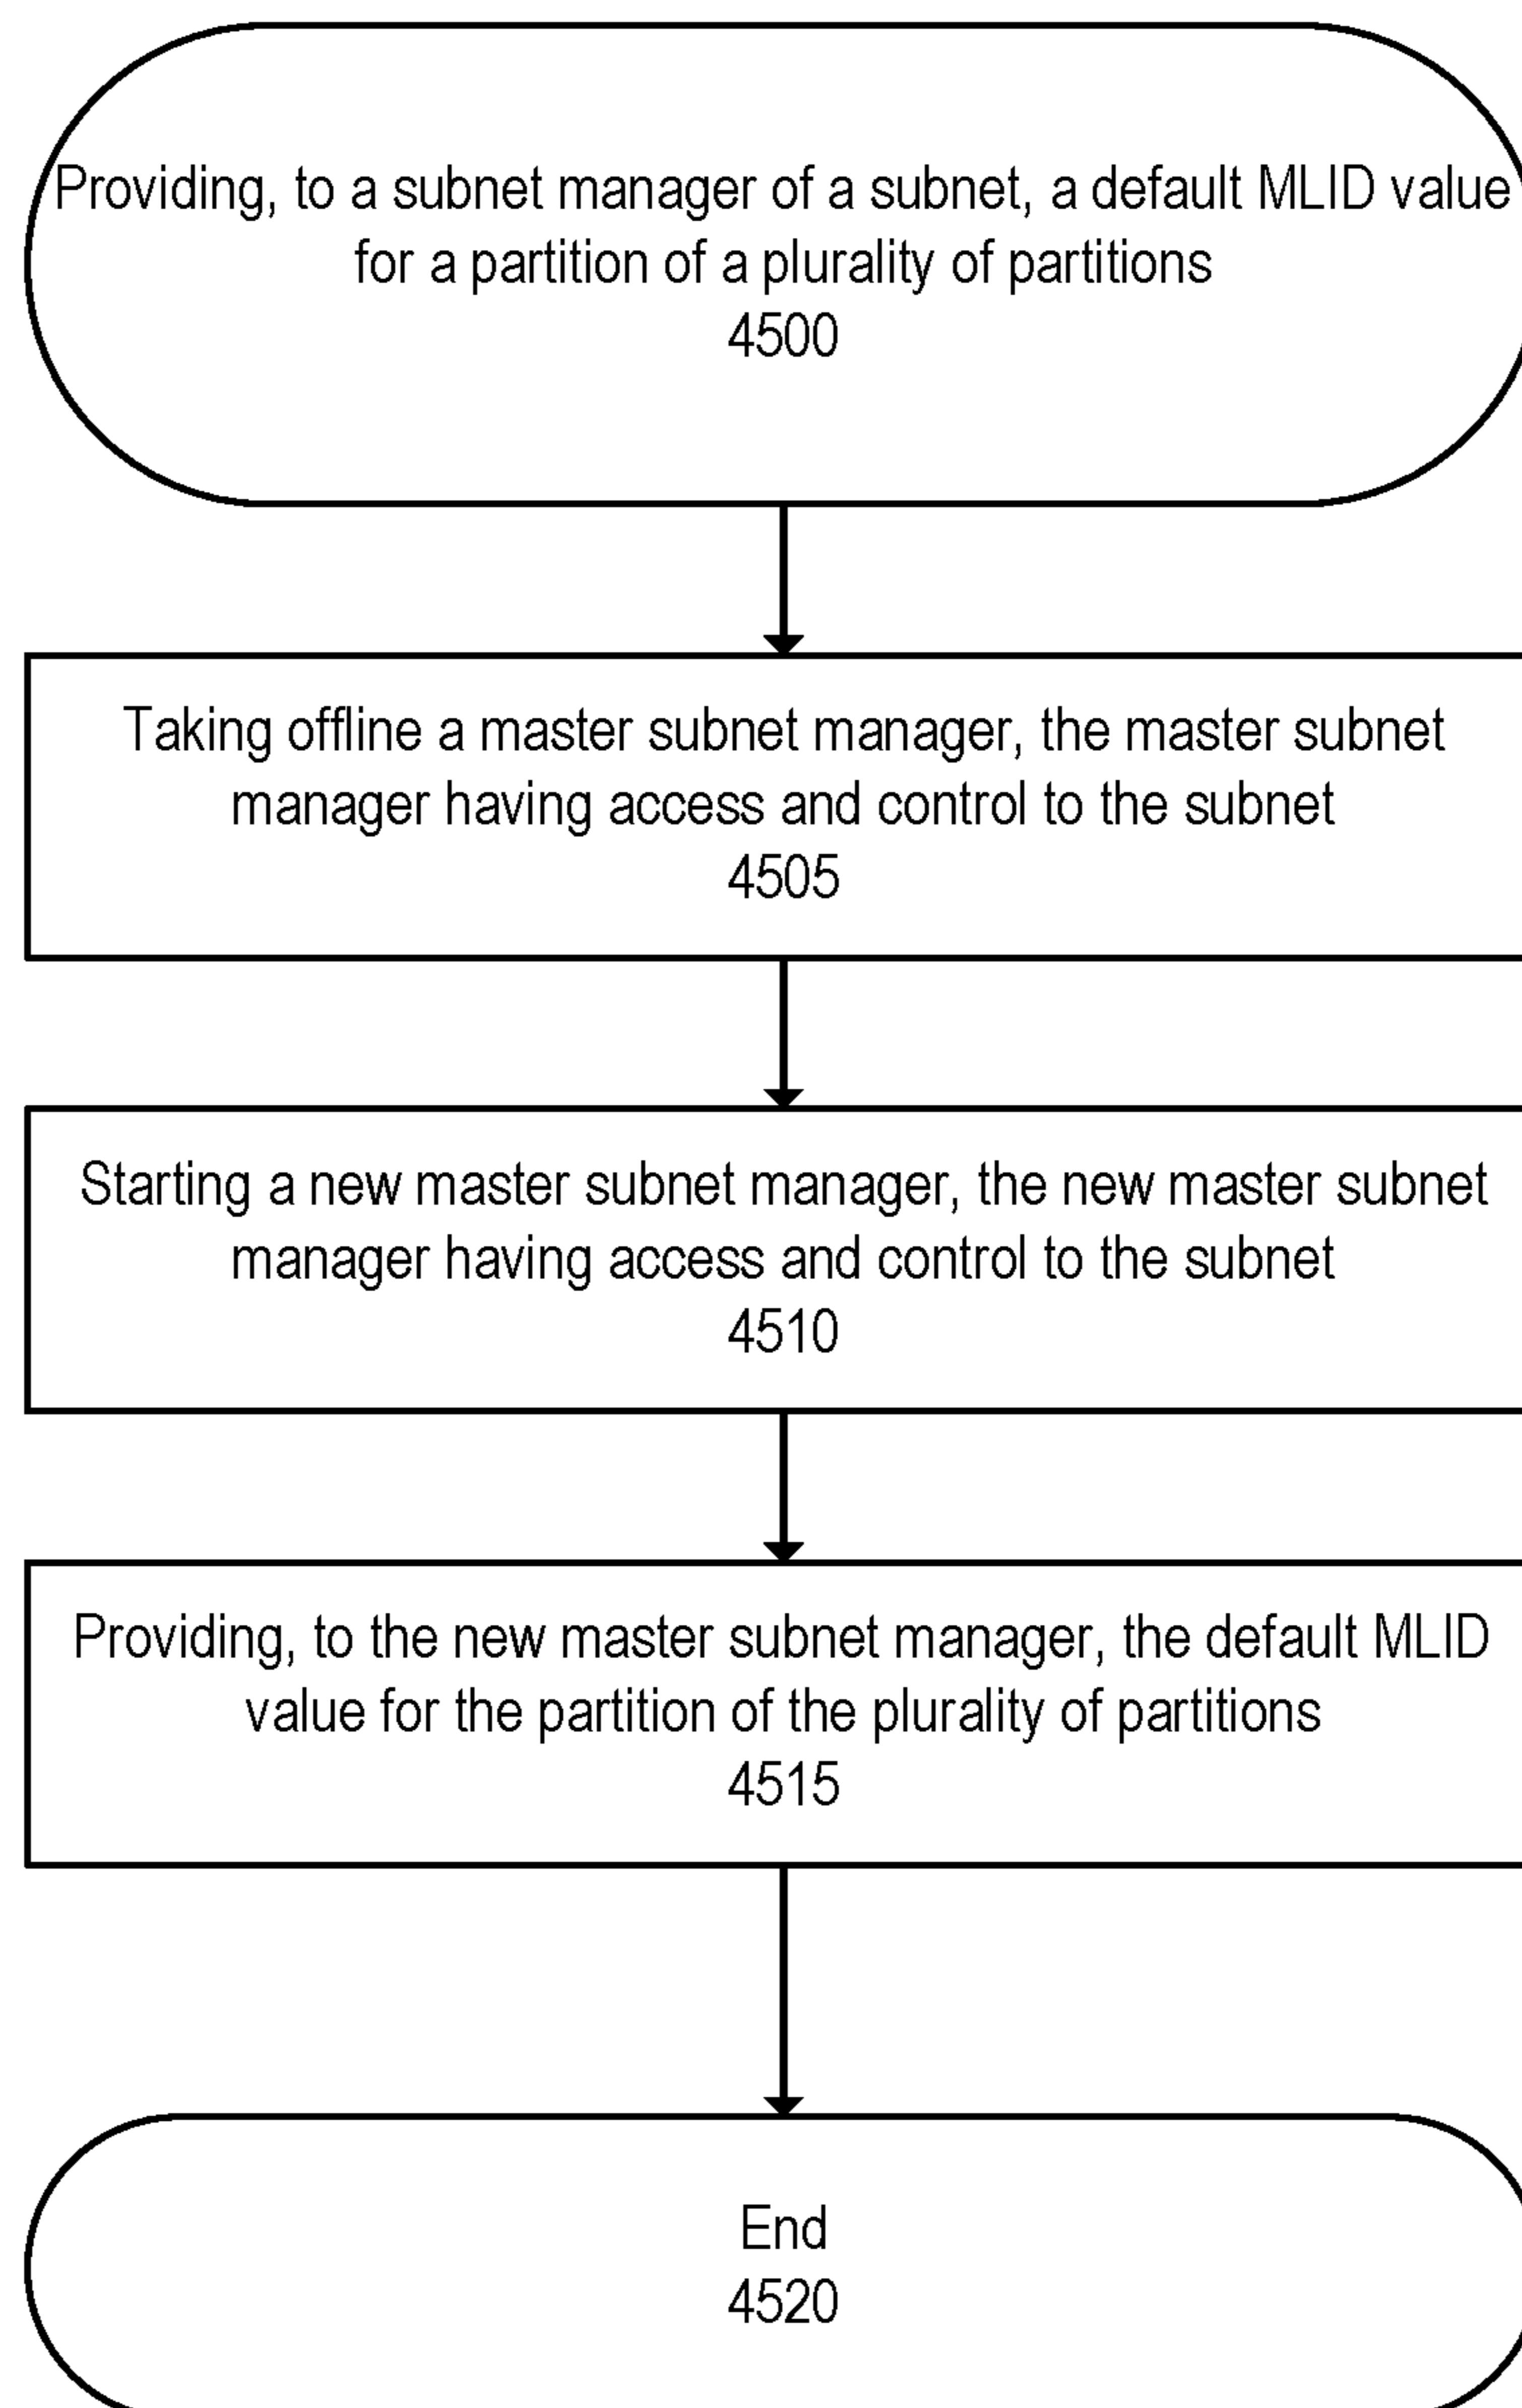 Providing, to a subnet manager of a subnet, a default MLID value
for a partition of a plurality of partitions
4500
Taking offline a master subnet manager, the master subnet
manager having access and control to the subnet
4505
Starting a new master subnet manager, the new master subnet
manager having access and control to the subnet
4510
Providing, to the new master subnet manager, the default MLID
value for the partition of the plurality of partitions
4515
End
4520